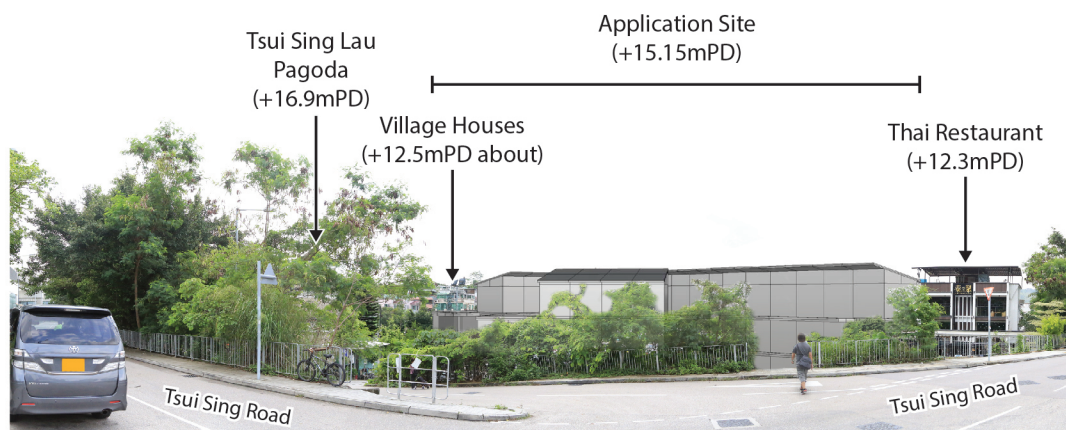 Application Site
(+15.15mPD)
Tsui Sing Lau
Pagoda
(+16.9mPD)
Village Houses
(+12.5mPD about)
Thai Restaurant
(+12.3mPD)
Tsui Sing Road
Tsui Sing Road